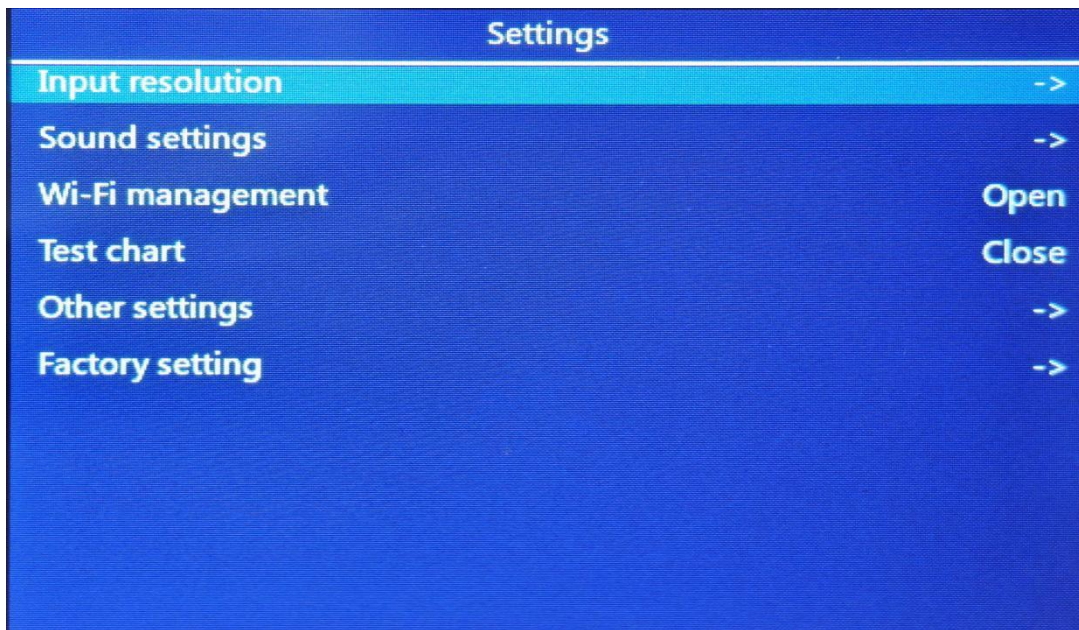 Settings
Input resolution ->
Sound settings ->
Wi-Fi management Open
Test chart Close
Other settings ->
Factory setting ->